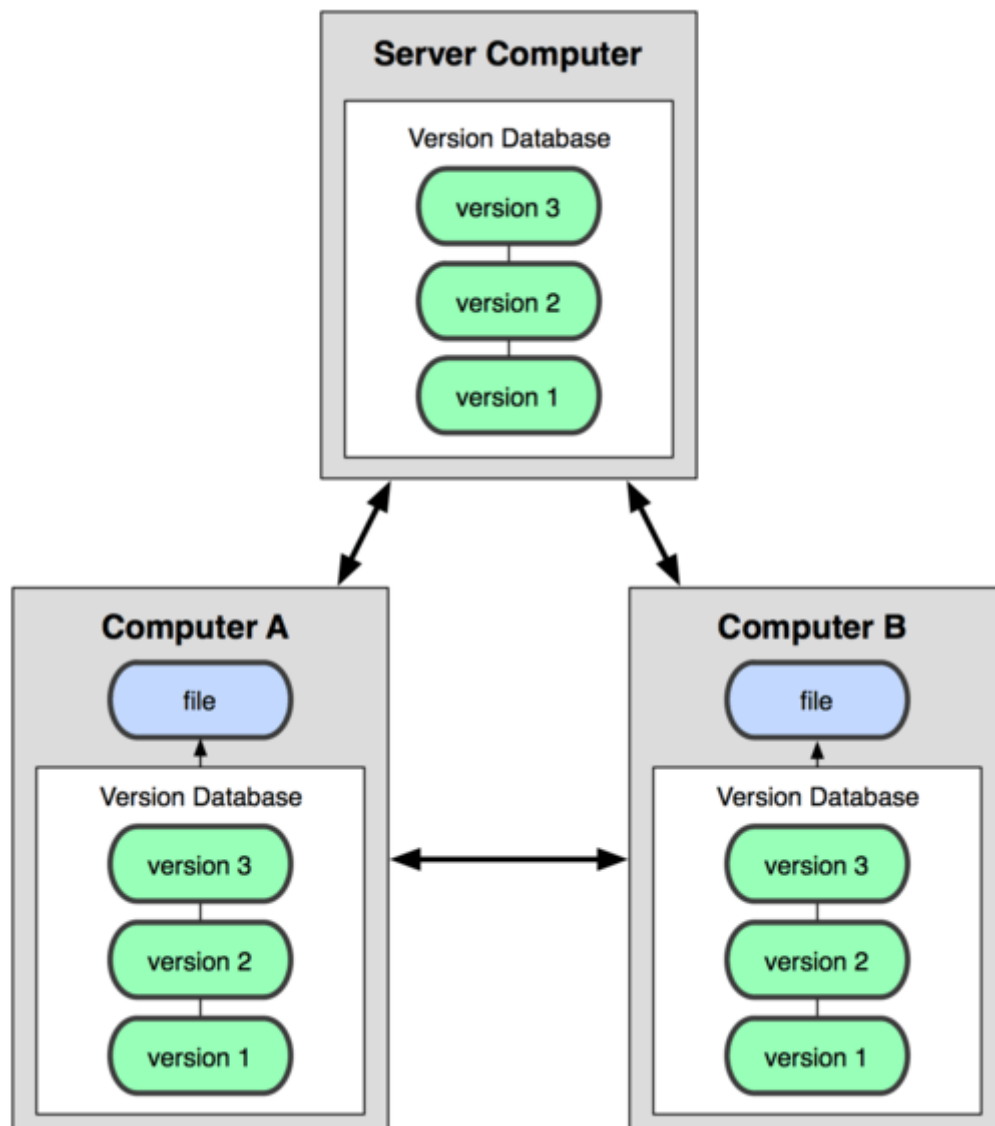 Server Computer
Version Database
version 3
version 2
version 1
Computer A
file
Version Database
version 3
version 2
version 1
Computer B
file
Version Database
version 3
version 2
version 1